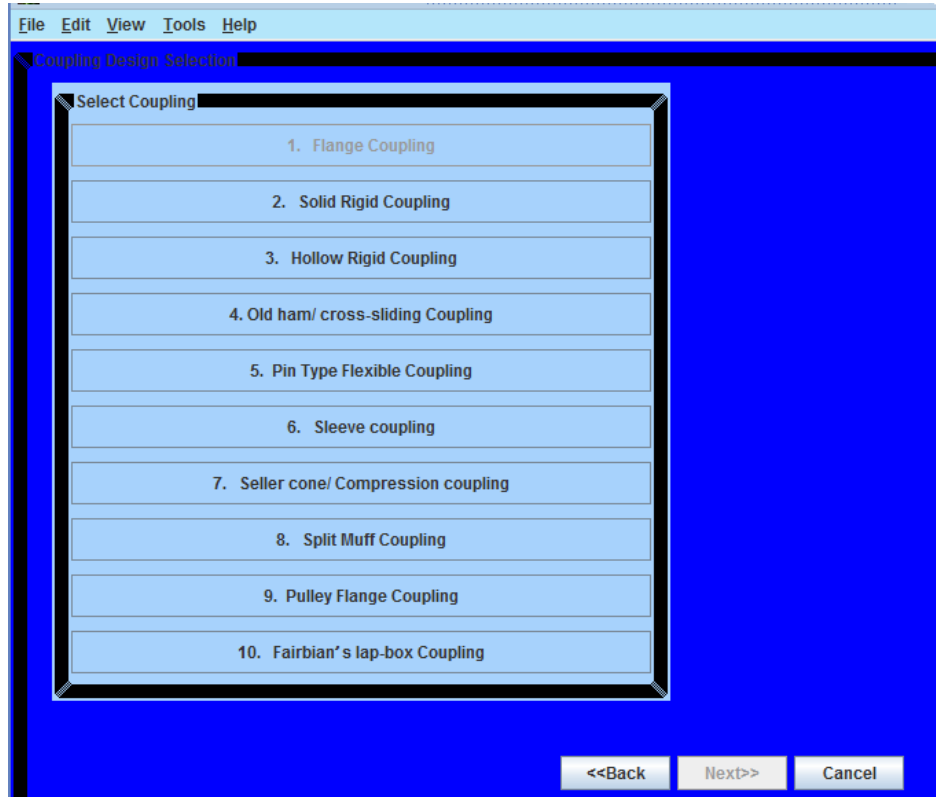 File Edit View Tools Help
Coupling Design Selection
Select Coupling
1. Flange Coupling
2. Solid Rigid Coupling
3. Hollow Rigid Coupling
4. Old ham/ cross-sliding Coupling
5. Pin Type Flexible Coupling
6. Sleeve coupling
7. Seller cone/ Compression coupling
8. Split Muff Coupling
9. Pulley Flange Coupling
10. Fairbian's lap-box Coupling
<<Back Next>> Cancel